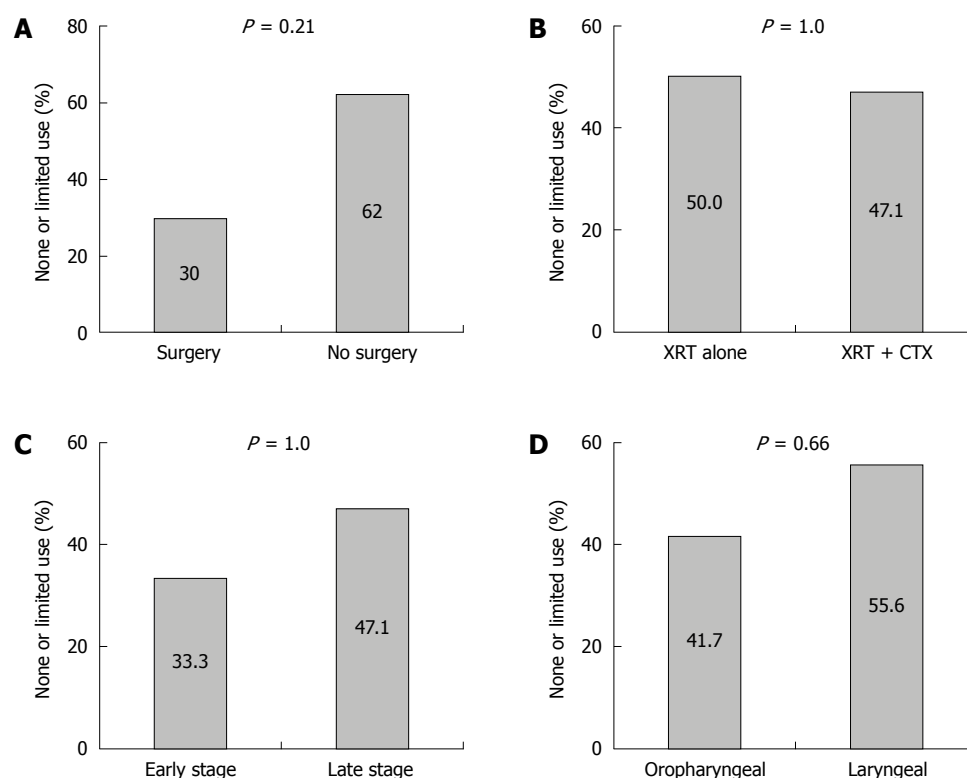 A
P = 0.21
None or limited use (%)
80
60
40
20
0
30
62
Surgery
No surgery
B
P = 1.0
None or limited use (%)
60
40
20
0
50.0
47.1
XRT alone
XRT + CTX
C
P = 1.0
None or limited use (%)
60
40
20
0
33.3
47.1
Early stage
Late stage
D
P = 0.66
None or limited use (%)
60
40
20
0
41.7
55.6
Oropharyngeal
Laryngeal